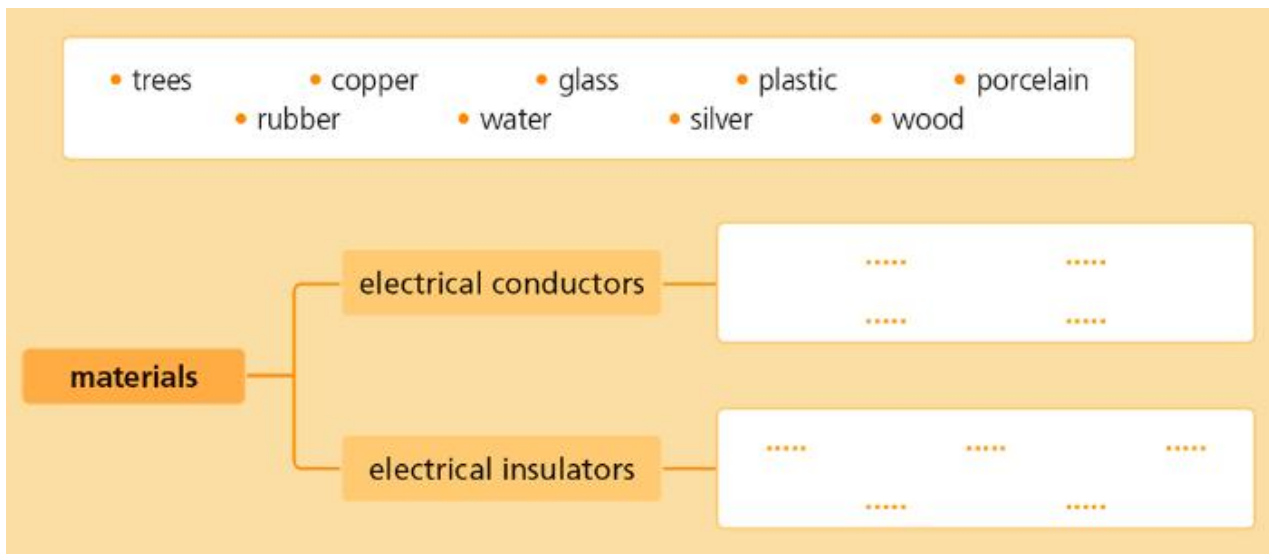 • trees • copper • glass • plastic • porcelain
• rubber • water • silver • wood
electrical conductors
..... .....
..... .....
materials
electrical insulators
..... ..... .....
..... .....